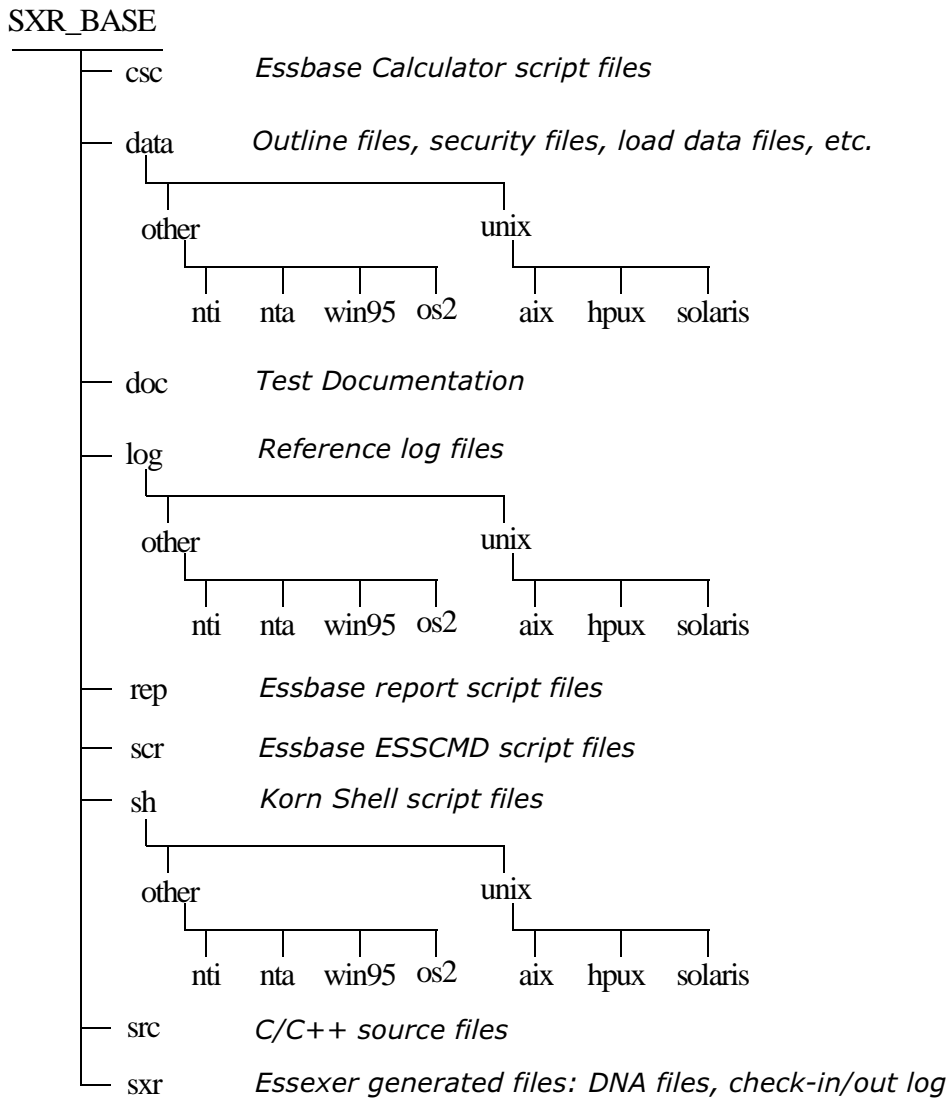 SXR_BASE
csc Essbase Calculator script files
data Outline files, security files, load data files, etc.
other unix
nti nta win95 os2 aix hpux solaris
doc Test Documentation
log Reference log files
other unix
nti nta win95 os2 aix hpux solaris
rep Essbase report script files
scr Essbase ESSCMD script files
sh Korn Shell script files
other unix
nti nta win95 os2 aix hpux solaris
src C/C++ source files
sxr Essexer generated files: DNA files, check-in/out log